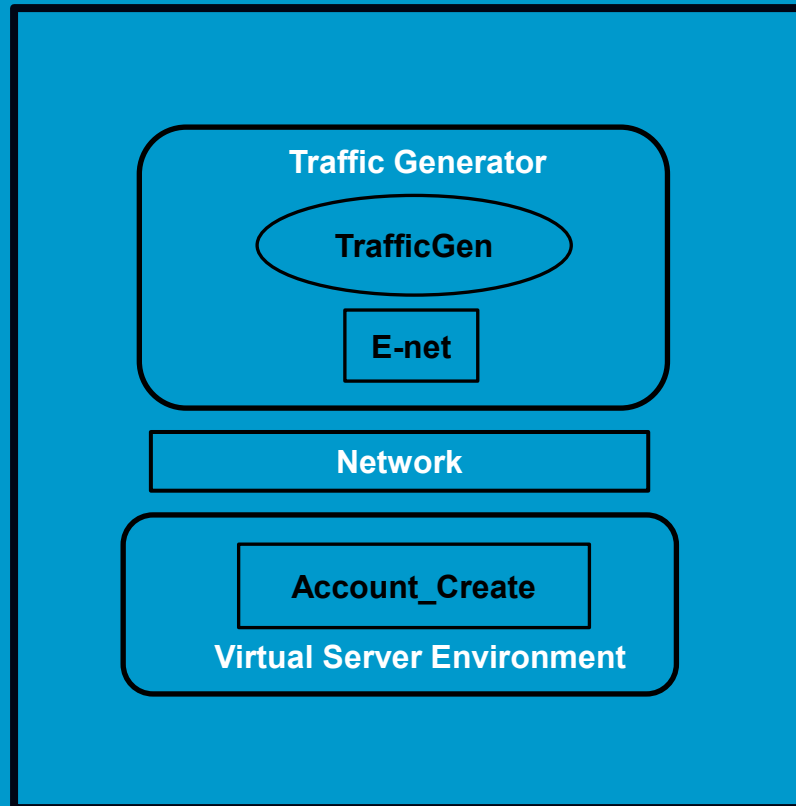 Traffic Generator
TrafficGen
E-net
Network
Account_Create
Virtual Server Environment